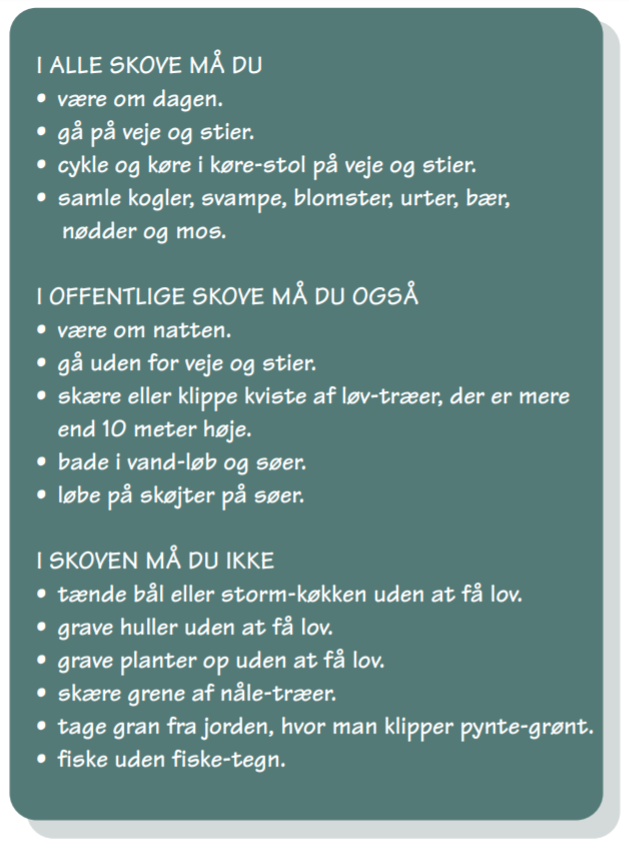 I ALLE SKOVE MÅ DU
• være om dagen.
• gå på veje og stier.
• cykle og køre i køre-stol på veje og stier.
• samle kogler, svampe, blomster, urter, bær,
nødder og mos.
I OFFENTLIGE SKOVE MÅ DU OGSÅ
• være om natten.
• gå uden for veje og stier.
• skære eller klippe kviste af løv-træer, der er mere
end 10 meter høje.
• bade i vand-løb og søer.
• løbe på skøjter på søer.
I SKOVEN MÅ DU IKKE
• tænde bål eller storm-køkken uden at få lov.
• grave huller uden at få lov.
• grave planter op uden at få lov.
• skære grene af nåle-træer.
• tage gran fra jorden, hvor man klipper pynte-grønt.
• fiske uden fiske-tegn.